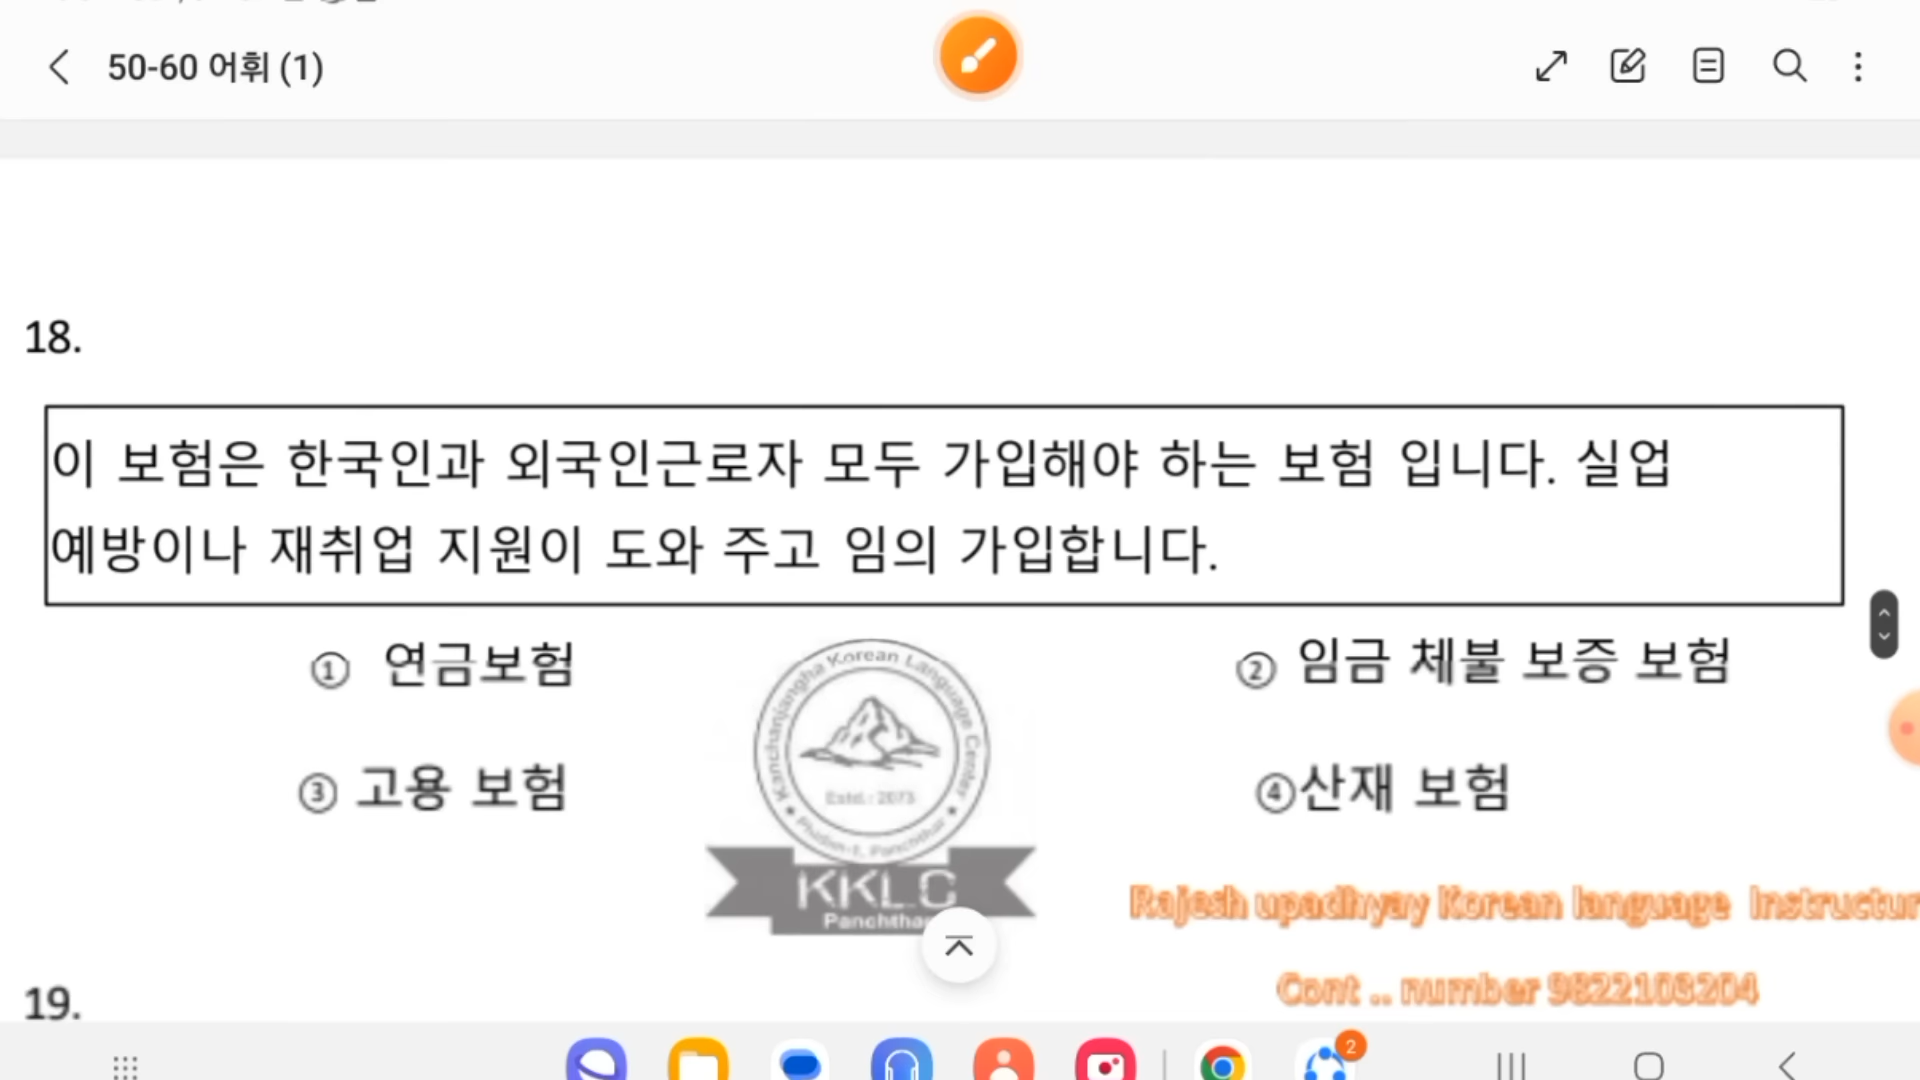 50-60 어휘 (1)
18.
이 보험은 한국인과 외국인근로자 모두 가입해야 하는 보험 입니다. 실업
예방이나 재취업 지원이 도와 주고 임의 가입합니다.
① 연금보험
② 임금 체불 보증 보험
③ 고용 보험
④산재 보험
Kanchanjangha Korean Language Center
Estd.: 2073
KKLC
Rajesh upadhyay Korean language Instructur
Cont .. number 9822103204
19.
2